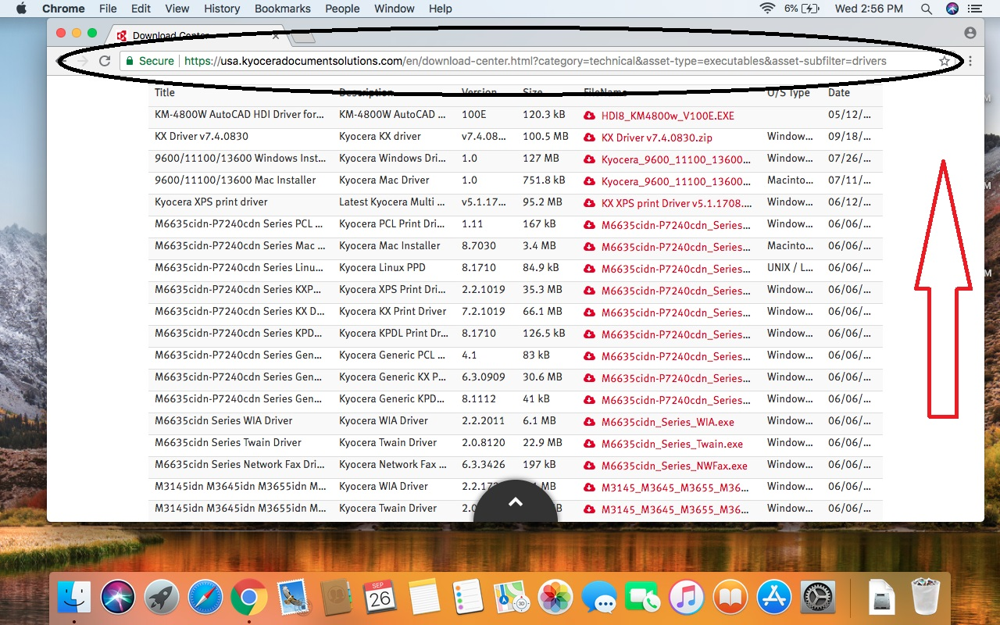 Chrome File Edit View History Bookmarks People Window Help 6% Wed 2:56 PM
Download Center
Secure https://usa.kyoceradocumentsolutions.com/en/download-center.html?category=technical&asset-type=executables&asset-subfilter=drivers
Title Description Version Size FileName O/S Type Date
KM-4800W AutoCAD HDI Driver for... KM-4800W AutoCAD ... 100E 120.3 kB HDI8_KM4800w_V100E.EXE 05/12/...
KX Driver v7.4.0830 Kyocera KX driver v7.4.08... 100.5 MB KX Driver v7.4.0830.zip Window... 09/18/...
9600/11100/13600 Windows Inst... Kyocera Windows Dri... 1.0 127 MB Kyocera_9600_11100_13600... Window... 07/26/...
9600/11100/13600 Mac Installer Kyocera Mac Driver 1.0 751.8 kB Kyocera_9600_11100_13600... Macinto... 07/11/...
Kyocera XPS print driver Latest Kyocera Multi ... v5.1.17... 95.2 MB KX XPS print Driver v5.1.1708.... Window... 06/12/...
M6635cidn-P7240cdn Series PCL ... Kyocera PCL Print Dri... 1.11 167 kB M6635cidn-P7240cdn_Series... Window... 06/06/...
M6635cidn-P7240cdn Series Mac ... Kyocera Mac Installer 8.7030 3.4 MB M6635cidn-P7240cdn_Series... Macinto... 06/06/...
M6635cidn-P7240cdn Series Linu... Kyocera Linux PPD 8.1710 84.9 kB M6635cidn-P7240cdn_Series... UNIX / L... 06/06/...
M6635cidn-P7240cdn Series KXP... Kyocera XPS Print Dri... 2.2.1019 35.3 MB M6635cidn-P7240cdn_Series... Window... 06/06/...
M6635cidn-P7240cdn Series KX D... Kyocera KX Print Driver 7.2.1019 66.1 MB M6635cidn-P7240cdn_Series... Window... 06/06/...
M6635cidn-P7240cdn Series KPD... Kyocera KPDL Print Dr... 8.1710 126.5 kB M6635cidn-P7240cdn_Series... Window... 06/06/...
M6635cidn-P7240cdn Series Gen... Kyocera Generic PCL ... 4.1 83 kB M6635cidn-P7240cdn_Series... Window... 06/06/...
M6635cidn-P7240cdn Series Gen... Kyocera Generic KX P... 6.3.0909 30.6 MB M6635cidn-P7240cdn_Series... Window... 06/06/...
M6635cidn-P7240cdn Series Gen... Kyocera Generic KPD... 8.1112 41 kB M6635cidn-P7240cdn_Series... Window... 06/06/...
M6635cidn Series WIA Driver Kyocera WIA Driver 2.2.2011 6.1 MB M6635cidn_Series_WIA.exe Window... 06/06/...
M6635cidn Series Twain Driver Kyocera Twain Driver 2.0.8120 22.9 MB M6635cidn_Series_Twain.exe Window... 06/06/...
M6635cidn Series Network Fax Dri... Kyocera Network Fax ... 6.3.3426 197 kB M6635cidn_Series_NWFax.exe Window... 06/06/...
M3145idn M3645idn M3655idn M... Kyocera WIA Driver M3145_M3645_M3655_M36... Window... 06/06/...
M3145idn M3645idn M3655idn M... Kyocera Twain Driver M3145_M3645_M3655_M36... Window... 06/06/...
SEP
26
3D